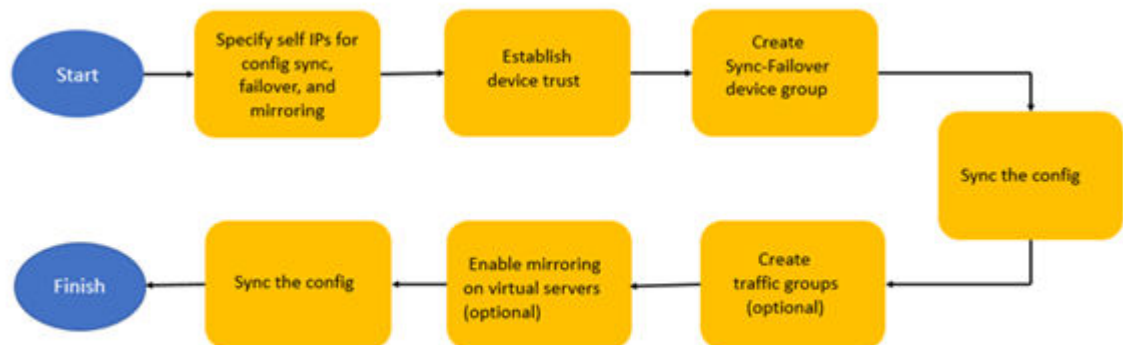 Start
Specify self IPs for
config sync,
failover, and
mirroring
Establish
device trust
Create
Sync-Failover
device group
Sync the config
Create
traffic groups
(optional)
Enable mirroring
on virtual servers
(optional)
Sync the config
Finish